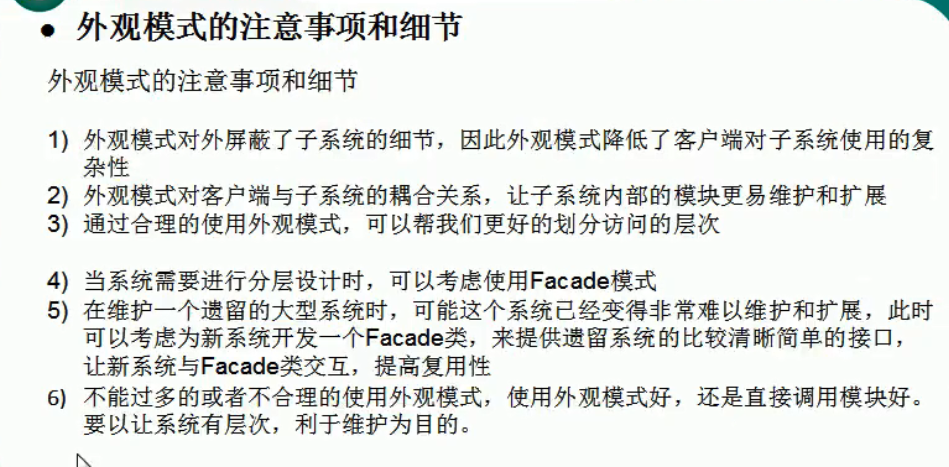 ● 外观模式的注意事项和细节
外观模式的注意事项和细节
1) 外观模式对外屏蔽了子系统的细节，因此外观模式降低了客户端对子系统使用的复
杂性
2) 外观模式对客户端与子系统的耦合关系，让子系统内部的模块更易维护和扩展
3) 通过合理的使用外观模式，可以帮我们更好的划分访问的层次
4) 当系统需要进行分层设计时，可以考虑使用Facade模式
5) 在维护一个遗留的大型系统时，可能这个系统已经变得非常难以维护和扩展，此时
可以考虑为新系统开发一个Facade类，来提供遗留系统的比较清晰简单的接口，
让新系统与Facade类交互，提高复用性
6) 不能过多的或者不合理的使用外观模式，使用外观模式好，还是直接调用模块好。
要以让系统有层次，利于维护为目的。